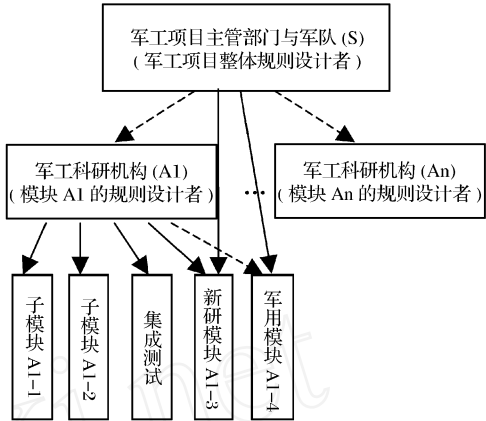 军工项目主管部门与军队(S)
(军工项目整体规则设计者)
军工科研机构(A1)
(模块A1的规则设计者)
…
军工科研机构(An)
(模块An的规则设计者)
子模块A1-1
子模块A1-2
集成测试
新研模块A1-3
军用模块A1-4